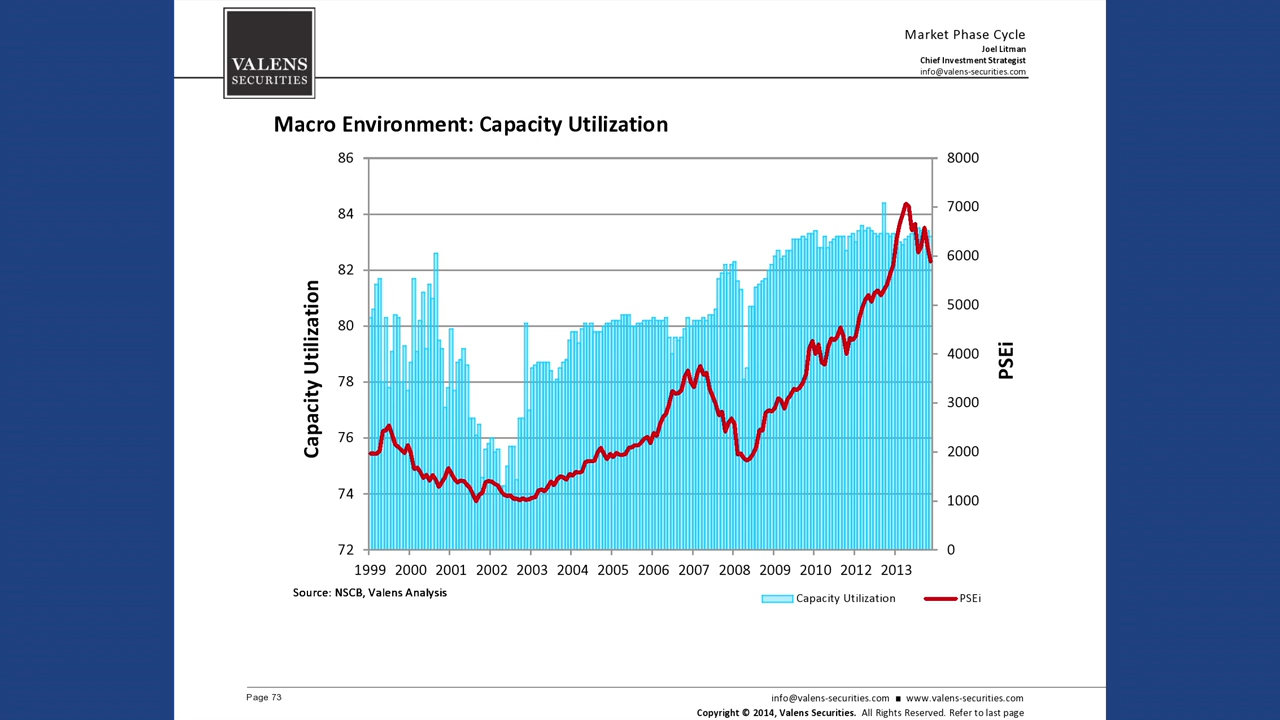 VALENS
SECURITIES
Market Phase Cycle
Joel Litman
Chief Investment Strategist
info@valens-securities.com
Macro Environment: Capacity Utilization
86
84
82
80
78
76
74
72
Capacity Utilization
8000
7000
6000
5000
4000
3000
2000
1000
0
PSEi
1999 2000 2001 2002 2003 2004 2005 2006 2007 2008 2009 2010 2012 2013
Source: NSCB, Valens Analysis
Capacity Utilization PSEi
Page 73
info@valens-securities.com ■ www.valens-securities.com
Copyright © 2014, Valens Securities. All Rights Reserved. Refer to last page